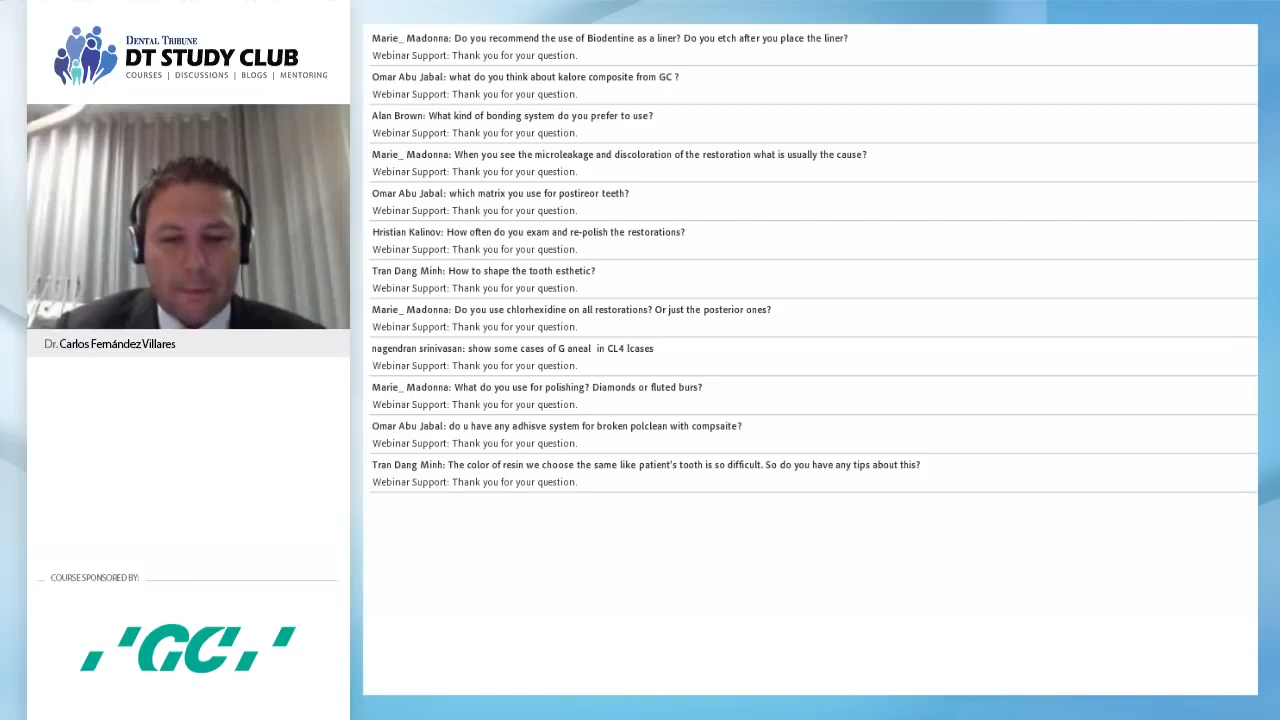 DENTAL TRIBUNE
DT STUDY CLUB
COURSES | DISCUSSIONS | BLOGS | MENTORING
Dr. Carlos Fernández Villares
COURSE SPONSORED BY:
GC
Marie_ Madonna: Do you recommend the use of Biodentine as a liner? Do you etch after you place the liner?
Webinar Support: Thank you for your question.
Omar Abu Jabal: what do you think about kalore composite from GC ?
Webinar Support: Thank you for your question.
Alan Brown: What kind of bonding system do you prefer to use?
Webinar Support: Thank you for your question.
Marie_ Madonna: When you see the microleakage and discoloration of the restoration what is usually the cause?
Webinar Support: Thank you for your question.
Omar Abu Jabal: which matrix you use for postireor teeth?
Webinar Support: Thank you for your question.
Hristian Kalinov: How often do you exam and re-polish the restorations?
Webinar Support: Thank you for your question.
Tran Dang Minh: How to shape the tooth esthetic?
Webinar Support: Thank you for your question.
Marie_ Madonna: Do you use chlorhexidine on all restorations? Or just the posterior ones?
Webinar Support: Thank you for your question.
nagendran srinivasan: show some cases of G aneal  in CL4 lcases
Webinar Support: Thank you for your question.
Marie_ Madonna: What do you use for polishing? Diamonds or fluted burs?
Webinar Support: Thank you for your question.
Omar Abu Jabal: do u have any adhisve system for broken polclean with compsaite?
Webinar Support: Thank you for your question.
Tran Dang Minh: The color of resin we choose the same like patient's tooth is so difficult. So do you have any tips about this?
Webinar Support: Thank you for your question.